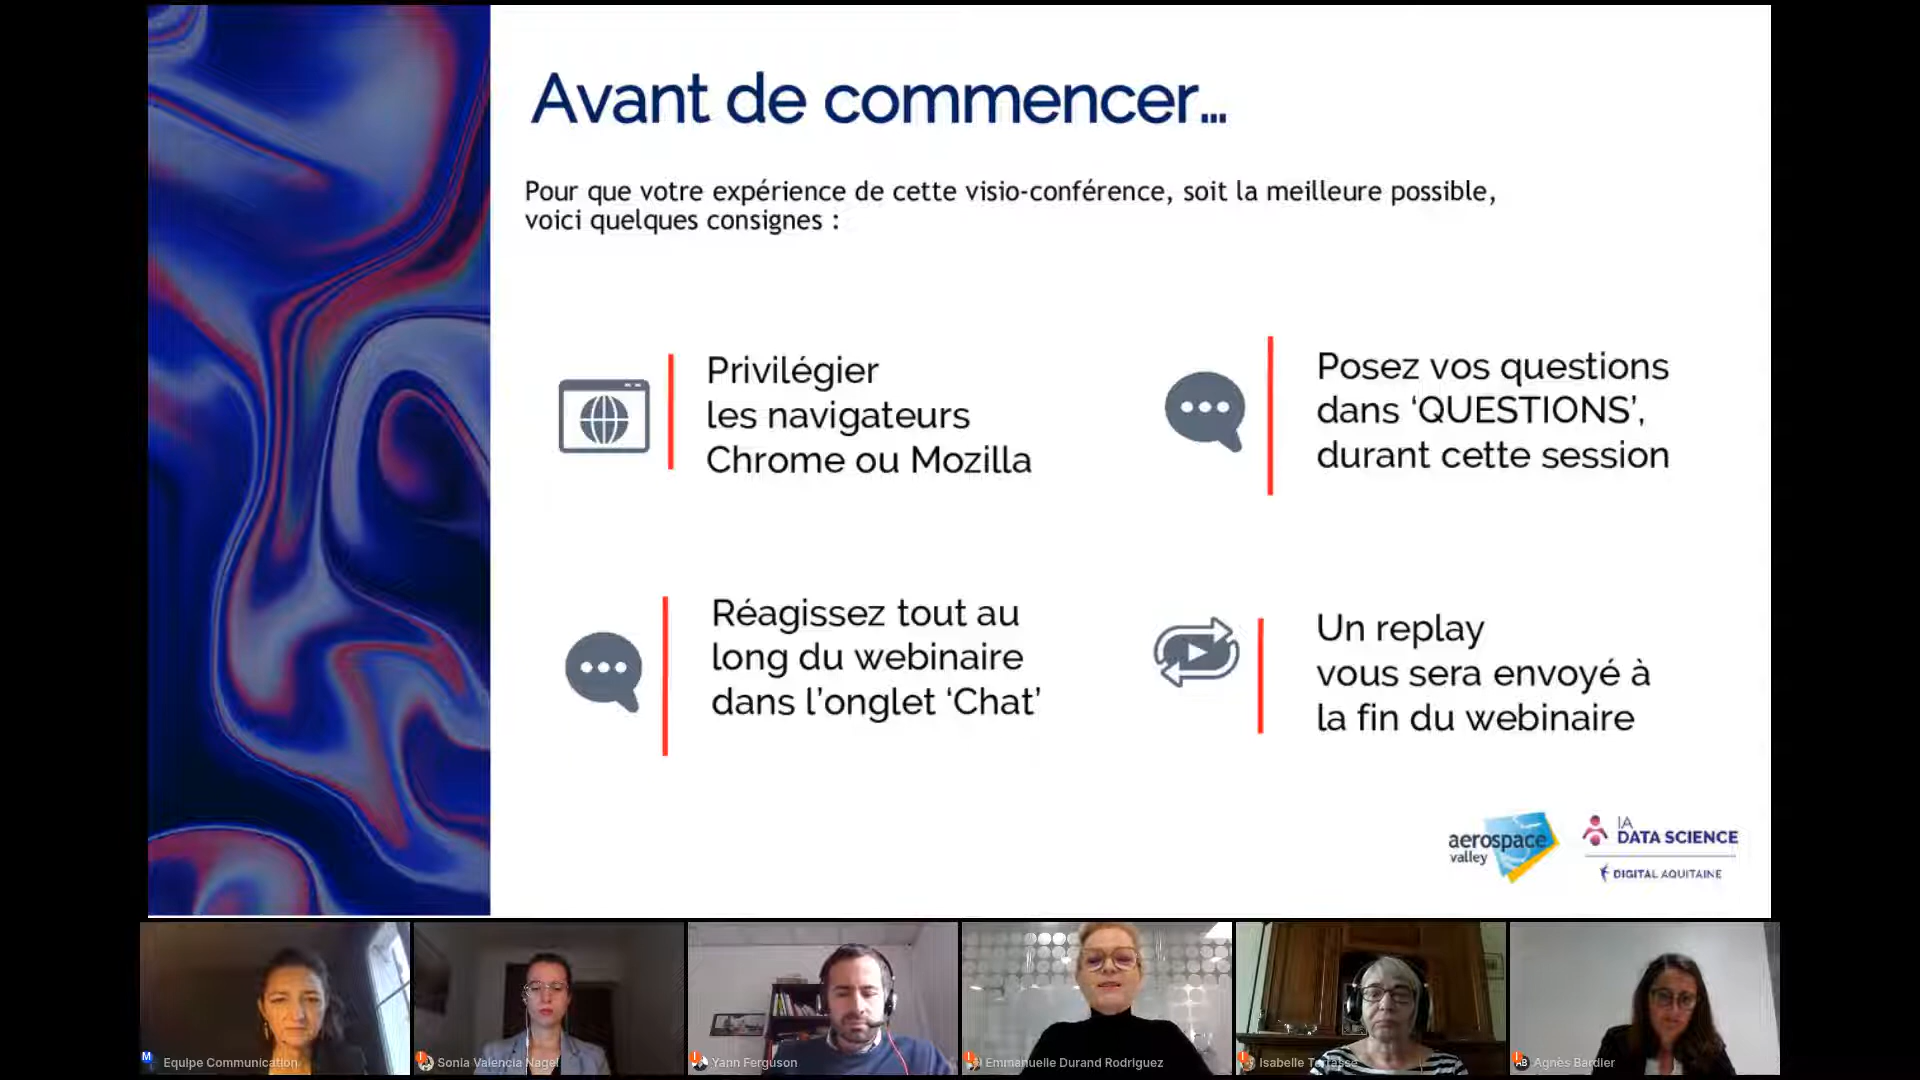 Avant de commencer...
Pour que votre expérience de cette visio-conférence, soit la meilleure possible,
voici quelques consignes :
Privilégier
les navigateurs
Chrome ou Mozilla
Posez vos questions
dans ‘QUESTIONS’,
durant cette session
Réagissez tout au
long du webinaire
dans l’onglet ‘Chat’
Un replay
vous sera envoyé à
la fin du webinaire
aerospace
valley
IA
DATA SCIENCE
DIGITAL AQUITAINE
M
Equipe Communication
Sonia Valencia Nagel
Yann Ferguson
Emmanuelle Durand Rodriguez
Isabelle Terrasse
AB
Agnès Bardier